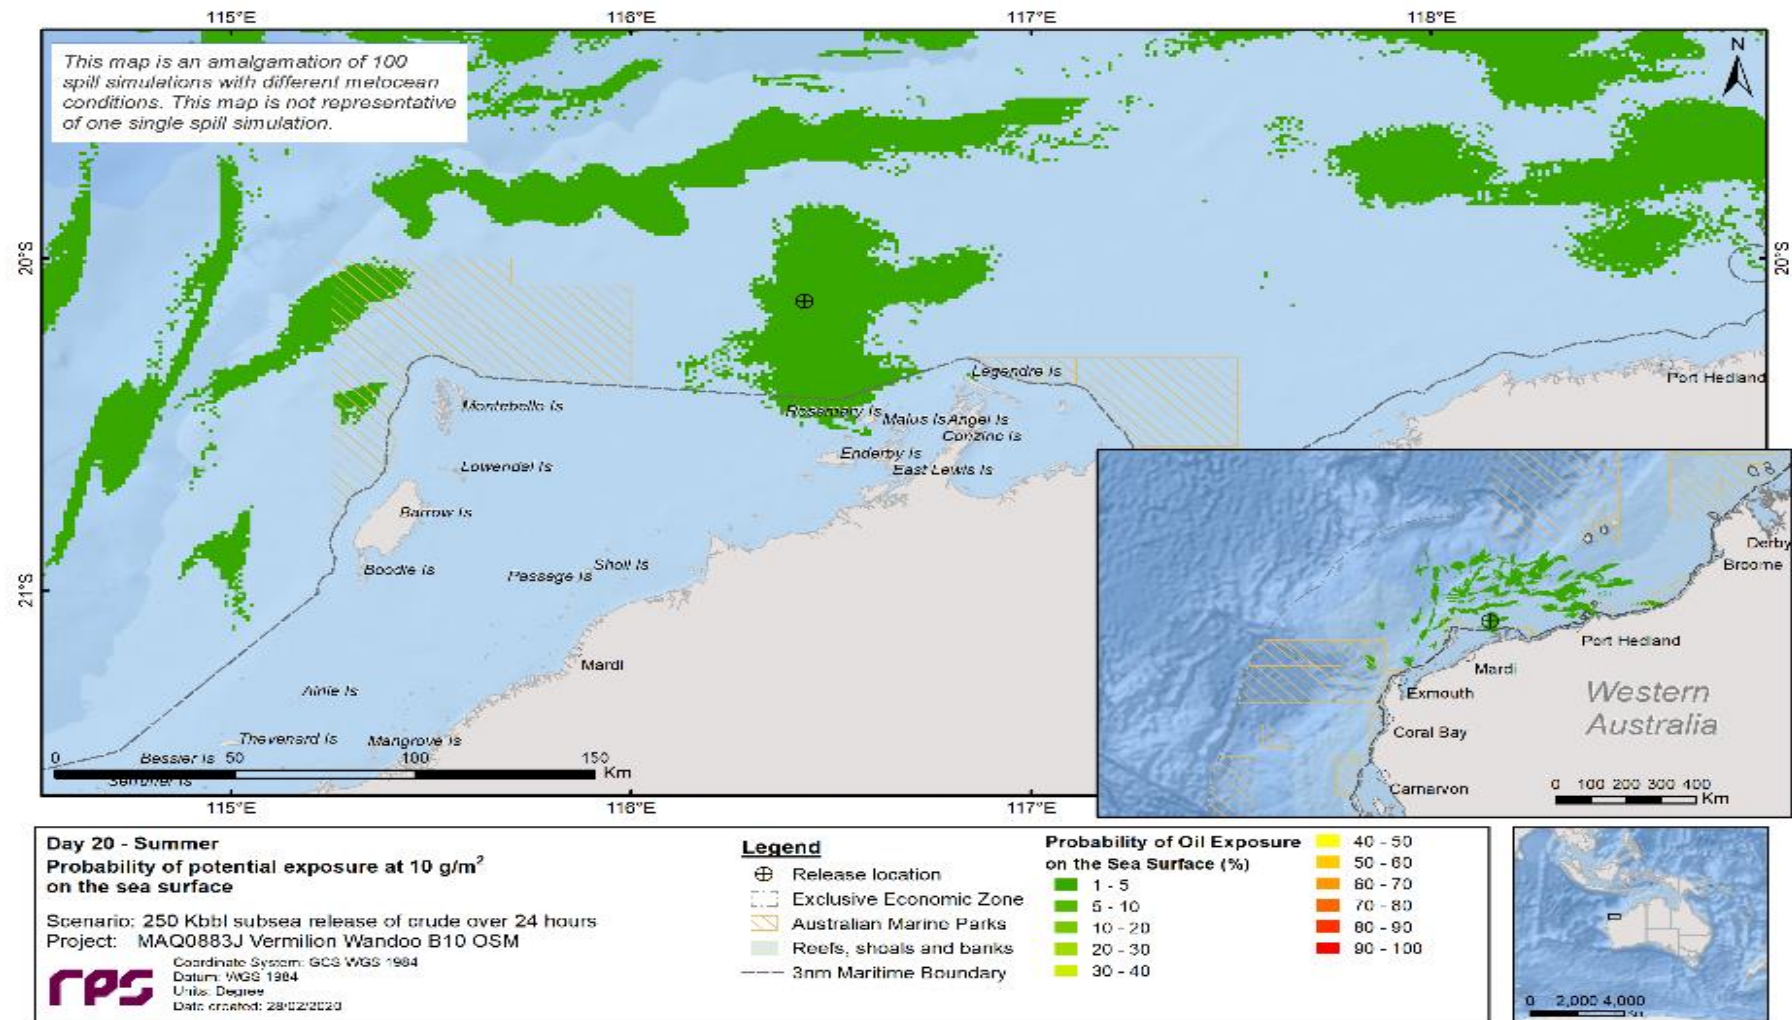 115°E 116°E 117°E 118°E
This map is an amalgamation of 100
spill simulations with different metocean
conditions. This map is not representative
of one single spill simulation.
N
20°S 20°S
Legendre Is
Port Hedland
Montebello Is
Rosemary Is
Malus Is Angel Is
Conzinc Is
Enderby Is
East Lewis Is
Lowendal Is
Barrow Is
Boodie Is
Passage Is
Sholl Is
21°S
Mardi
Airlie Is
Thevenard Is
Mangrove Is
Bessier Is
0 50 100 150
Km
115°E 116°E 117°E
Derby
Broome
Port Hedland
Mardi
Exmouth
Western
Australia
Coral Bay
Carnarvon
0 100 200 300 400
Km
Day 20 - Summer
Probability of potential exposure at 10 g/m²
on the sea surface
Scenario: 250 Kbbl subsea release of crude over 24 hours
Project: MAQ0883J Vermilion Wandoo B10 OSM
rps
Coordinate System: GCS WGS 1984
Datum: WGS 1984
Units: Degree
Date created: 28/02/2020
Legend
Release location
Exclusive Economic Zone
Australian Marine Parks
Reefs, shoals and banks
3nm Maritime Boundary
Probability of Oil Exposure
on the Sea Surface (%)
1 - 5
5 - 10
10 - 20
20 - 30
30 - 40
40 - 50
50 - 60
60 - 70
70 - 80
80 - 90
90 - 100
0 2,000 4,000
Km